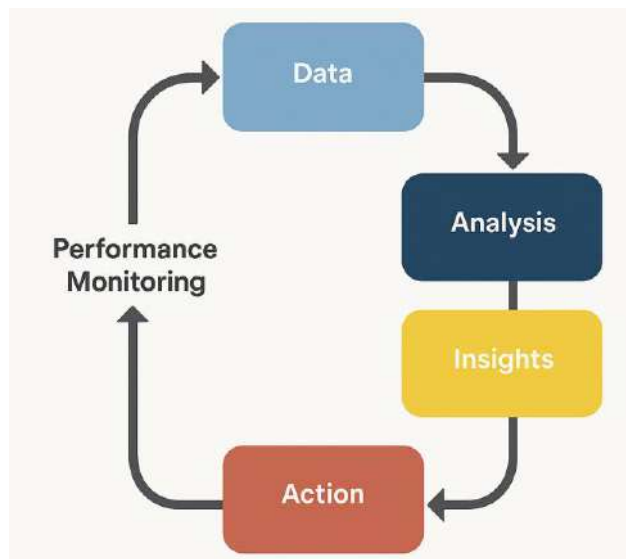 Data
Analysis
Insights
Action
Performance
Monitoring